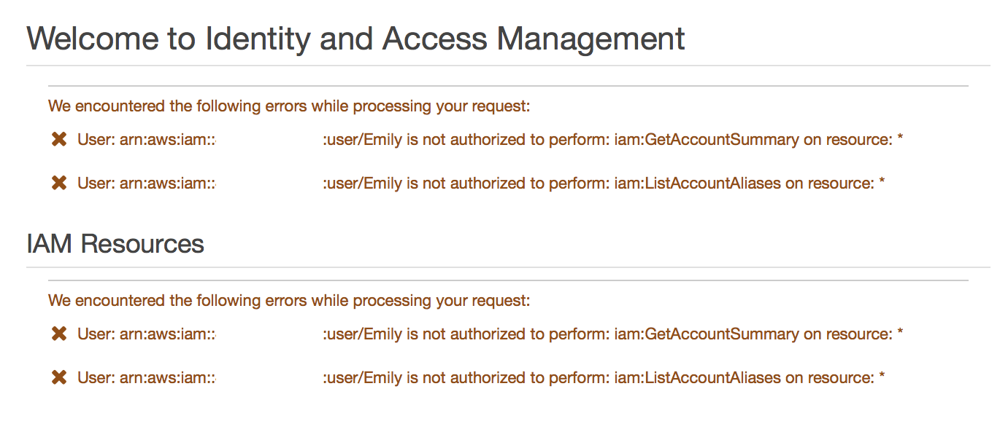 Welcome to Identity and Access Management
We encountered the following errors while processing your request:
✖ User: arn:aws:iam:: :user/Emily is not authorized to perform: iam:GetAccountSummary on resource: *
✖ User: arn:aws:iam:: :user/Emily is not authorized to perform: iam:ListAccountAliases on resource: *
IAM Resources
We encountered the following errors while processing your request:
✖ User: arn:aws:iam:: :user/Emily is not authorized to perform: iam:GetAccountSummary on resource: *
✖ User: arn:aws:iam:: :user/Emily is not authorized to perform: iam:ListAccountAliases on resource: *